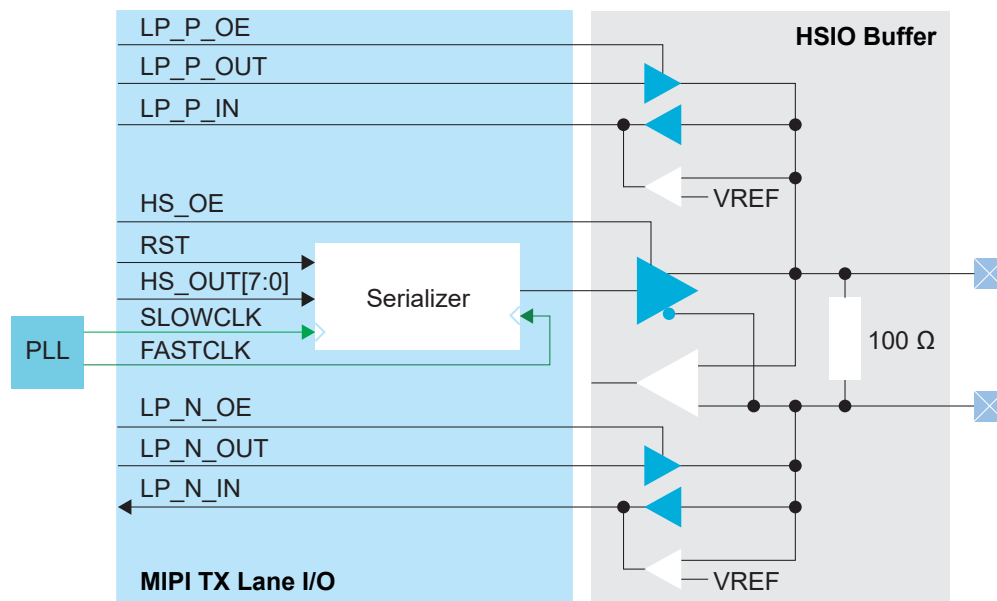 LP_P_OE
HSIO Buffer
LP_P_OUT
LP_P_IN
VREF
HS_OE
RST
HS_OUT[7:0]
Serializer
SLOWCLK
PLL
FASTCLK
100 Ω
LP_N_OE
LP_N_OUT
LP_N_IN
MIPI TX Lane I/O
VREF